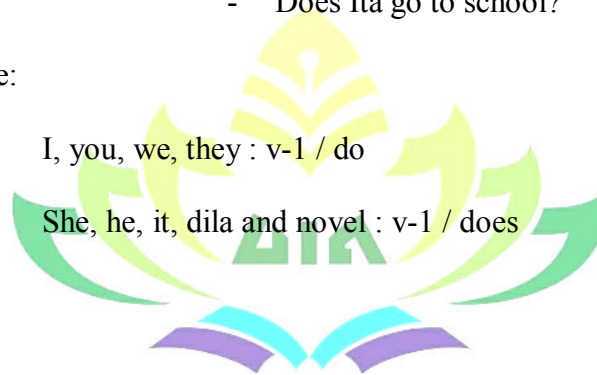 - Does Ita go to school?
e:
I, you, we, they : v-1 / do
She, he, it, dila and novel : v-1 / does